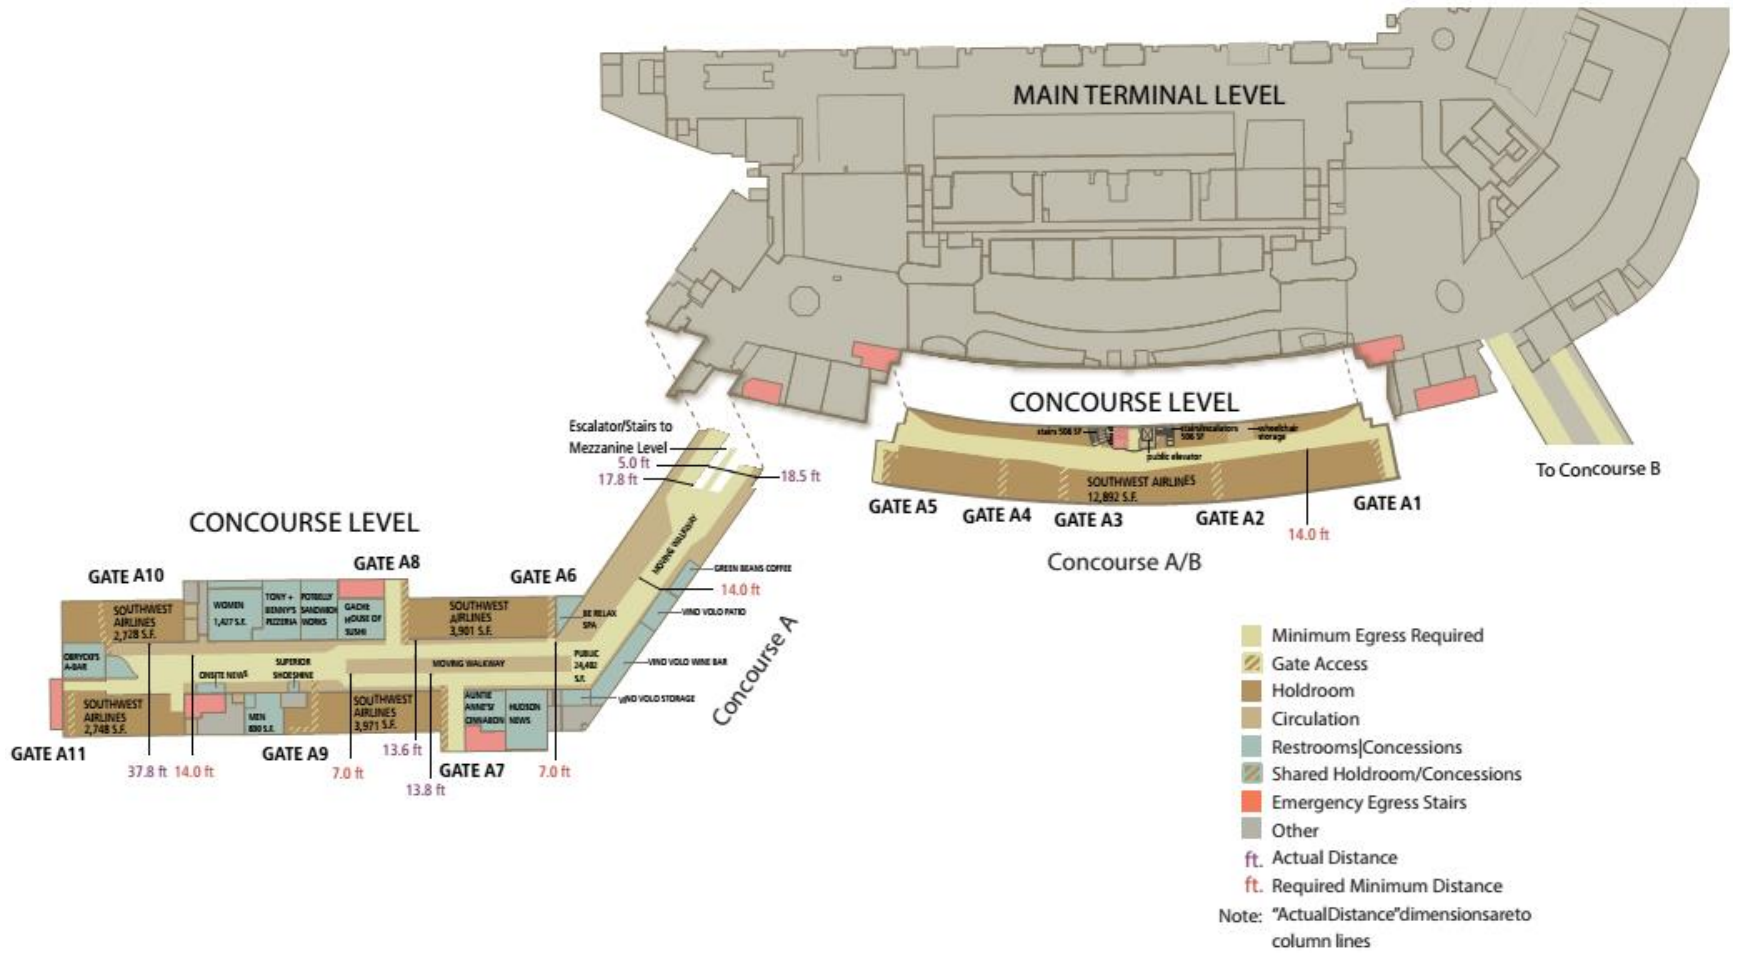 MAIN TERMINAL LEVEL
CONCOURSE LEVEL
stairs 506 SF
stairs/escalators
506 SF
wheelchair
storage
public elevator
SOUTHWEST AIRLINES
12,892 S.F.
GATE A5
GATE A4
GATE A3
GATE A2
GATE A1
14.0 ft
Concourse A/B
To Concourse B
Escalator/Stairs to
Mezzanine Level
5.0 ft
17.8 ft
18.5 ft
CONCOURSE LEVEL
MOVING WALKWAY
GREEN BEANS COFFEE
14.0 ft
VINO VOLO PATIO
VINO VOLO WINE BAR
VINO VOLO STORAGE
Concourse A
GATE A10
GATE A8
GATE A6
SOUTHWEST
AIRLINES
2,728 S.F.
WOMEN
1,427 S.F.
TONY +
BENNY'S
PIZZERIA
POTBELLY
SANDWICH
WORKS
GACHE
HOUSE OF
SUSHI
SOUTHWEST
AIRLINES
3,901 S.F.
BE RELAX
SPA
OBRYCKI'S
A-BAR
ONSITE NEWS
SUPERIOR
SHOESHINE
MOVING WALKWAY
PUBLIC
24,402
S.F.
SOUTHWEST
AIRLINES
2,748 S.F.
MEN
830 S.F.
SOUTHWEST
AIRLINES
3,971 S.F.
AUNTIE
ANNE'S/
CINNABON
HUDSON
NEWS
GATE A11
GATE A9
GATE A7
37.8 ft
14.0 ft
7.0 ft
13.6 ft
13.8 ft
7.0 ft
Minimum Egress Required
Gate Access
Holdroom
Circulation
Restrooms|Concessions
Shared Holdroom/Concessions
Emergency Egress Stairs
Other
ft. Actual Distance
ft. Required Minimum Distance
Note: "ActualDistance"dimensionsareto
column lines